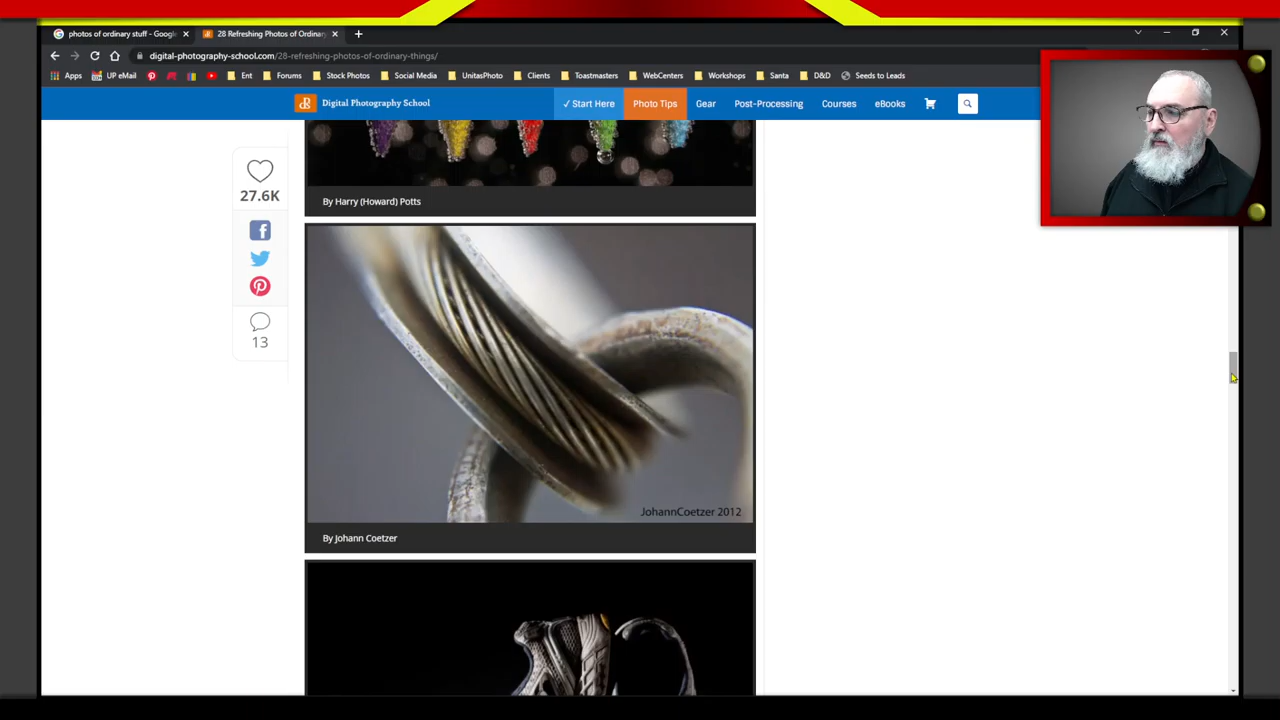 photos of ordinary stuff - Google
28 Refreshing Photos of Ordinar
digital-photography-school.com/28-refreshing-photos-of-ordinary-things/
Apps UP eMail Ent Forums Stock Photos Social Media UnitasPhoto Clients Toastmasters WebCenters Workshops Santa D&D Seeds to Leads
dPS Digital Photography School ✓ Start Here Photo Tips Gear Post-Processing Courses eBooks
27.6K
By Harry (Howard) Potts
13
JohannCoetzer 2012
By Johann Coetzer